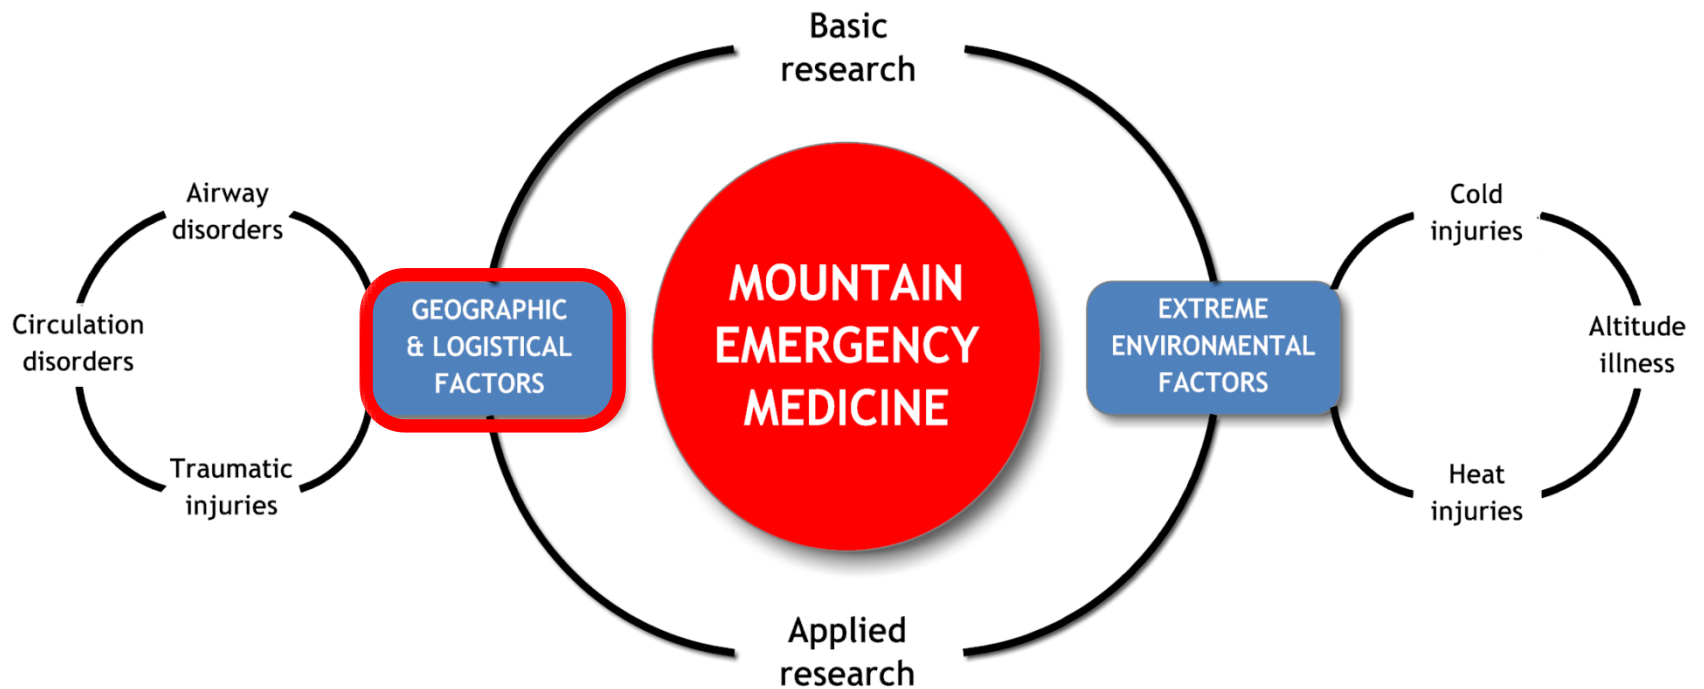 Basic
research
Airway
disorders
Cold
injuries
MOUNTAIN
EMERGENCY
MEDICINE
GEOGRAPHIC
& LOGISTICAL
FACTORS
EXTREME
ENVIRONMENTAL
FACTORS
Circulation
disorders
Altitude
illness
Traumatic
injuries
Heat
injuries
Applied
research